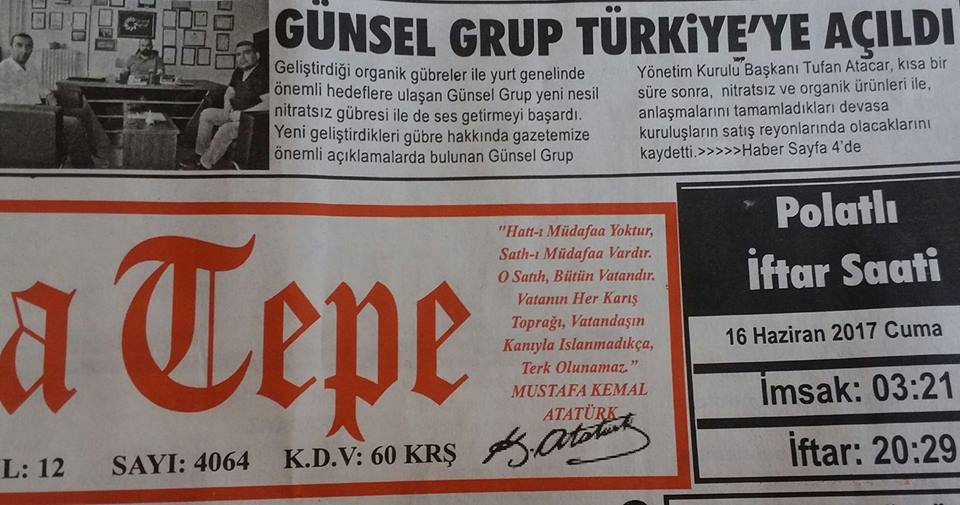 GÜNSEL GRUP TÜRKİYE'YE AÇILDI
Geliştirdiği organik gübreler ile yurt genelinde
önemli hedeflere ulaşan Günsel Grup yeni nesil
nitratsız gübresi ile de ses getirmeyi başardı.
Yeni geliştirdikleri gübre hakkında gazetemize
önemli açıklamalarda bulunan Günsel Grup
Yönetim Kurulu Başkanı Tufan Atacar, kısa bir
süre sonra, nitratsız ve organik ürünleri ile,
anlaşmalarını tamamladıkları devasa
kuruluşların satış reyonlarında olacaklarını
kaydetti.>>>>>Haber Sayfa 4'de
a Tepe
"Hatt-ı Müdafaa Yoktur,
Sath-ı Müdafaa Vardır.
O Satıh, Bütün Vatandır.
Vatanın Her Karış
Toprağı, Vatandaşın
Kanıyla Islanmadıkça,
Terk Olunamaz."
MUSTAFA KEMAL
ATATÜRK
K. Atatürk
L: 12 SAYI: 4064 K.D.V: 60 KRŞ
Polatlı
İftar Saati
16 Haziran 2017 Cuma
İmsak: 03:21
İftar: 20:29